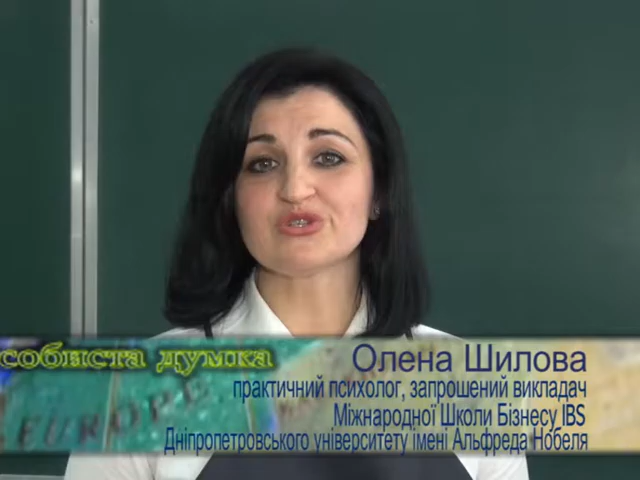 собиста думка
Олена Шилова
практичний психолог, запрошений викладач
Міжнародної Школи Бізнесу IBS
Дніпропетровського університету імені Альфреда Нобеля
EUROPE